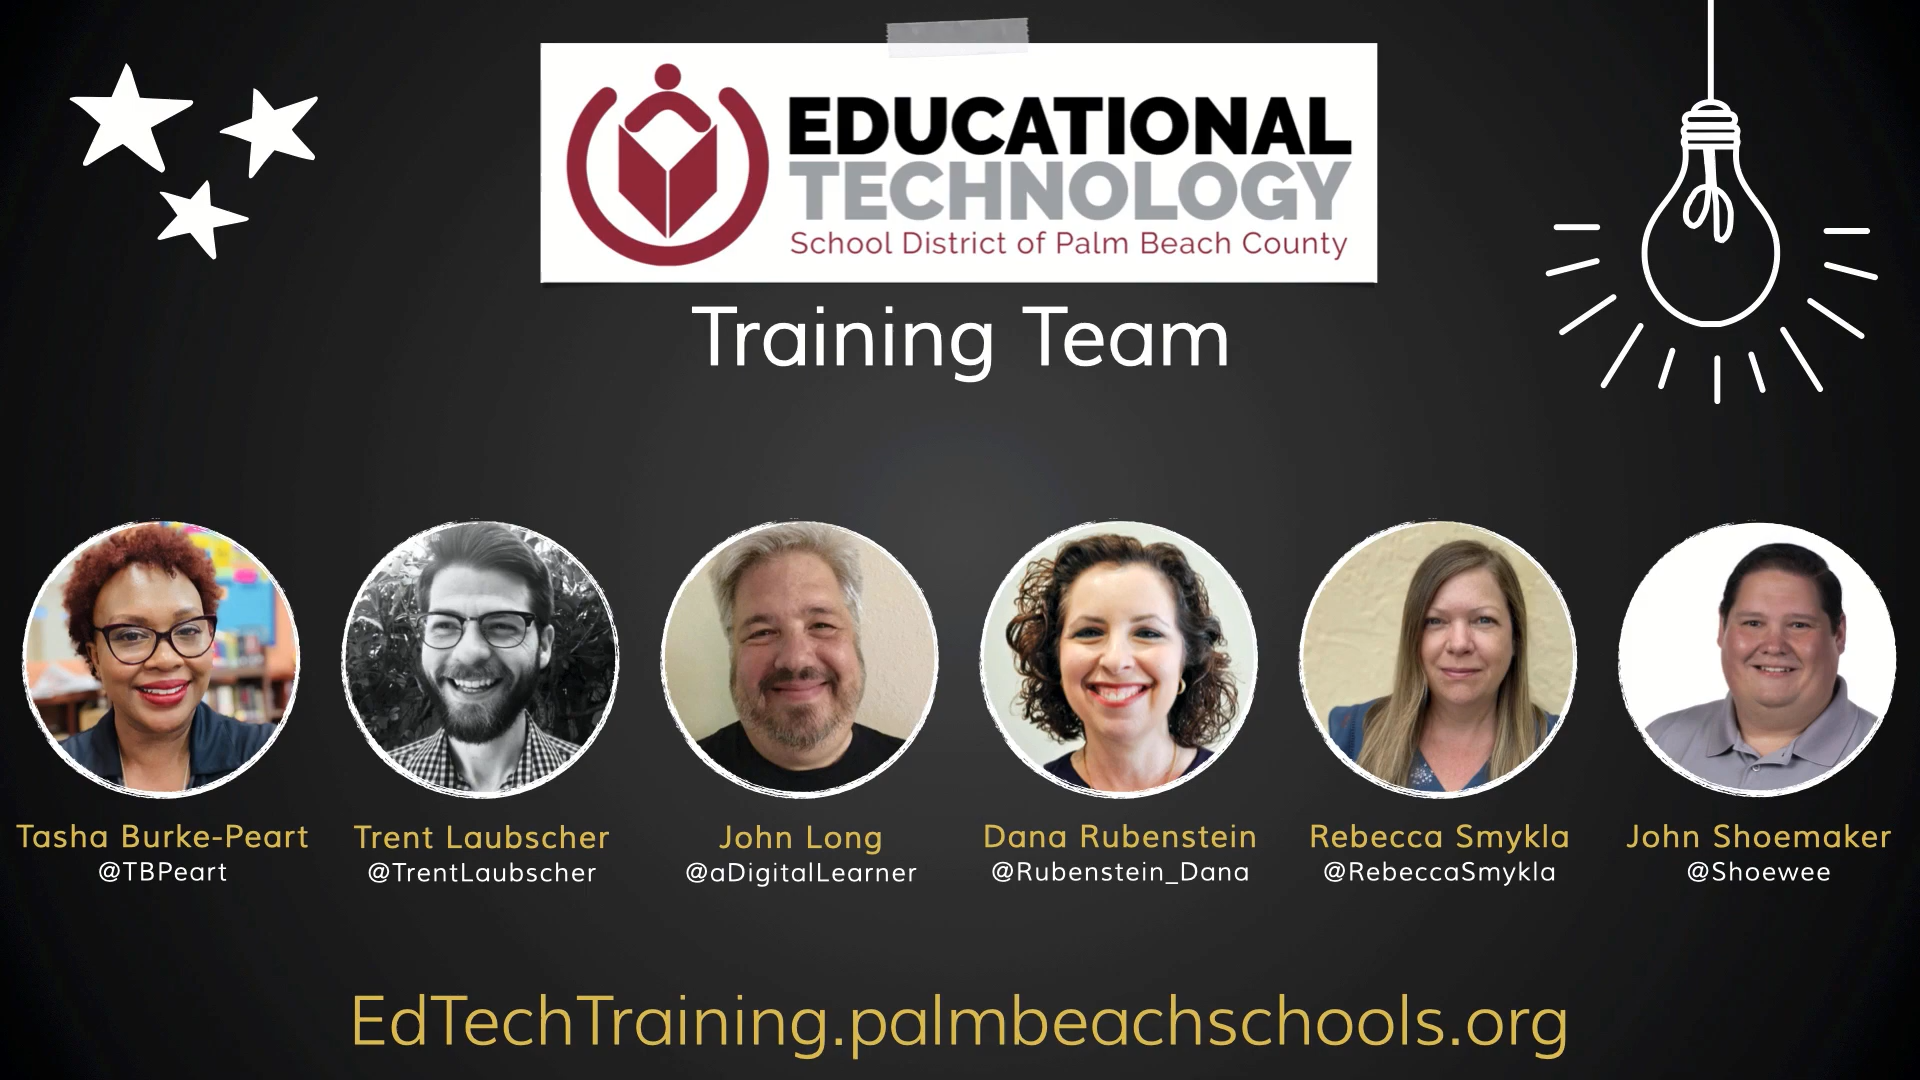 EDUCATIONAL
TECHNOLOGY
School District of Palm Beach County
Training Team
Tasha Burke-Peart
@TBPeart
Trent Laubscher
@TrentLaubscher
John Long
@aDigitalLearner
Dana Rubenstein
@Rubenstein_Dana
Rebecca Smykla
@RebeccaSmykla
John Shoemaker
@Shoewee
EdTechTraining.palmbeachschools.org